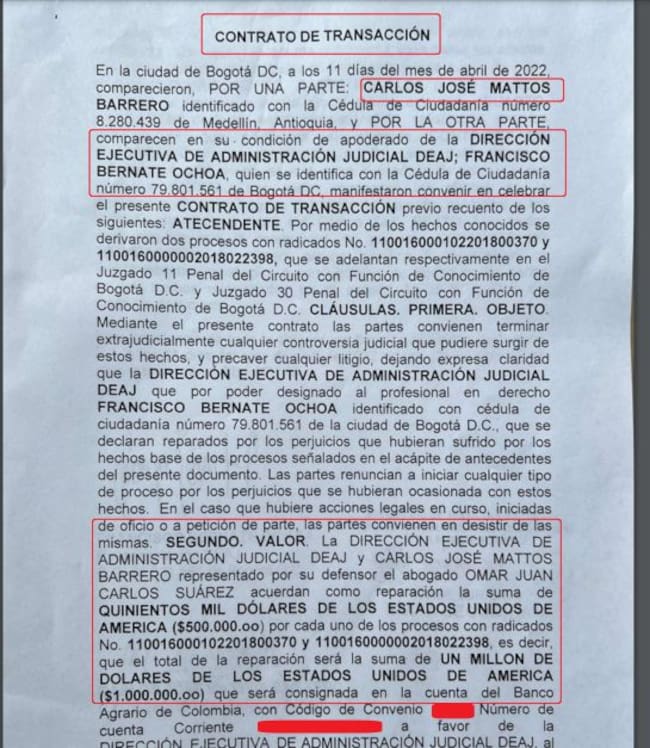 CONTRATO DE TRANSACCIÓN
En la ciudad de Bogotá DC, a los 11 días del mes de abril de 2022,
comparecieron, POR UNA PARTE: CARLOS JOSÉ MATTOS
BARRERO identificado con la Cédula de Ciudadanía número
8.280.439 de Medellín, Antioquia, y POR LA OTRA PARTE,
comparecen en su condición de apoderado de la DIRECCIÓN
EJECUTIVA DE ADMINISTRACIÓN JUDICIAL DEAJ; FRANCISCO
BERNATE OCHOA, quien se identifica con la Cédula de Ciudadanía
número 79.801.561 de Bogotá DC, manifestaron convenir en celebrar
el presente CONTRATO DE TRANSACCIÓN previo recuento de los
siguientes: ATECENDENTE. Por medio de los hechos conocidos se
derivaron dos procesos con radicados No. 110016000102201800370 y
11001600000002018022398, que se adelantan respectivamente en el
Juzgado 11 Penal del Circuito con Función de Conocimiento de
Bogotá D.C. y Juzgado 30 Penal del Circuito con Función de
Conocimiento de Bogotá D.C. CLÁUSULAS. PRIMERA. OBJETO.
Mediante el presente contrato las partes convienen terminar
extrajudicialmente cualquier controversia judicial que pudiere surgir de
estos hechos, y precaver cualquier litigio, dejando expresa claridad
que la DIRECCIÓN EJECUTIVA DE ADMINISTRACIÓN JUDICIAL
DEAJ que por poder designado al profesional en derecho
FRANCISCO BERNATE OCHOA identificado con cédula de
ciudadanía número 79.801.561 de la ciudad de Bogotá D.C., que se
declaran reparados por los perjuicios que hubieran sufrido por los
hechos base de los procesos señalados en el acápite de antecedentes
del presente documento. Las partes renuncian a iniciar cualquier tipo
de proceso por los perjuicios que se hubieran ocasionada con estos
hechos. En el caso que hubiere acciones legales en curso, iniciadas
de oficio o a petición de parte, las partes convienen en desistir de las
mismas. SEGUNDO. VALOR. La DIRECCIÓN EJECUTIVA DE
ADMINISTRACIÓN JUDICIAL DEAJ y CARLOS JOSÉ MATTOS
BARRERO representado por su defensor el abogado OMAR JUAN
CARLOS SUÁREZ acuerdan como reparación la suma de
QUINIENTOS MIL DÓLARES DE LOS ESTADOS UNIDOS DE
AMERICA ($500.000.oo) por cada uno de los procesos con radicados
No. 110016000102201800370 y 11001600000002018022398, es decir,
que el total de la reparación será la suma de UN MILLON DE
DOLARES DE LOS ESTADOS UNIDOS DE AMERICA
($1.000.000.oo) que será consignada en la cuenta del Banco
Agrario de Colombia, con Código de Convenio Número de
cuenta Corriente a favor de la
DIRECCIÓN EJECUTIVA DE ADMINISTRACIÓN JUDICIAL DEAJ, al